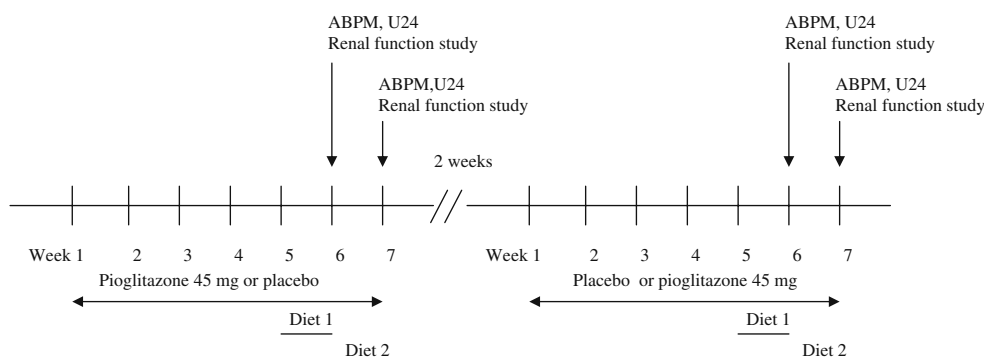 ABPM, U24
Renal function study
ABPM,U24
Renal function study
ABPM, U24
Renal function study
ABPM, U24
Renal function study
2 weeks
Week 1 2 3 4 5 6 7
Week 1 2 3 4 5 6 7
Pioglitazone 45 mg or placebo
Placebo or pioglitazone 45 mg
Diet 1
Diet 2
Diet 1
Diet 2